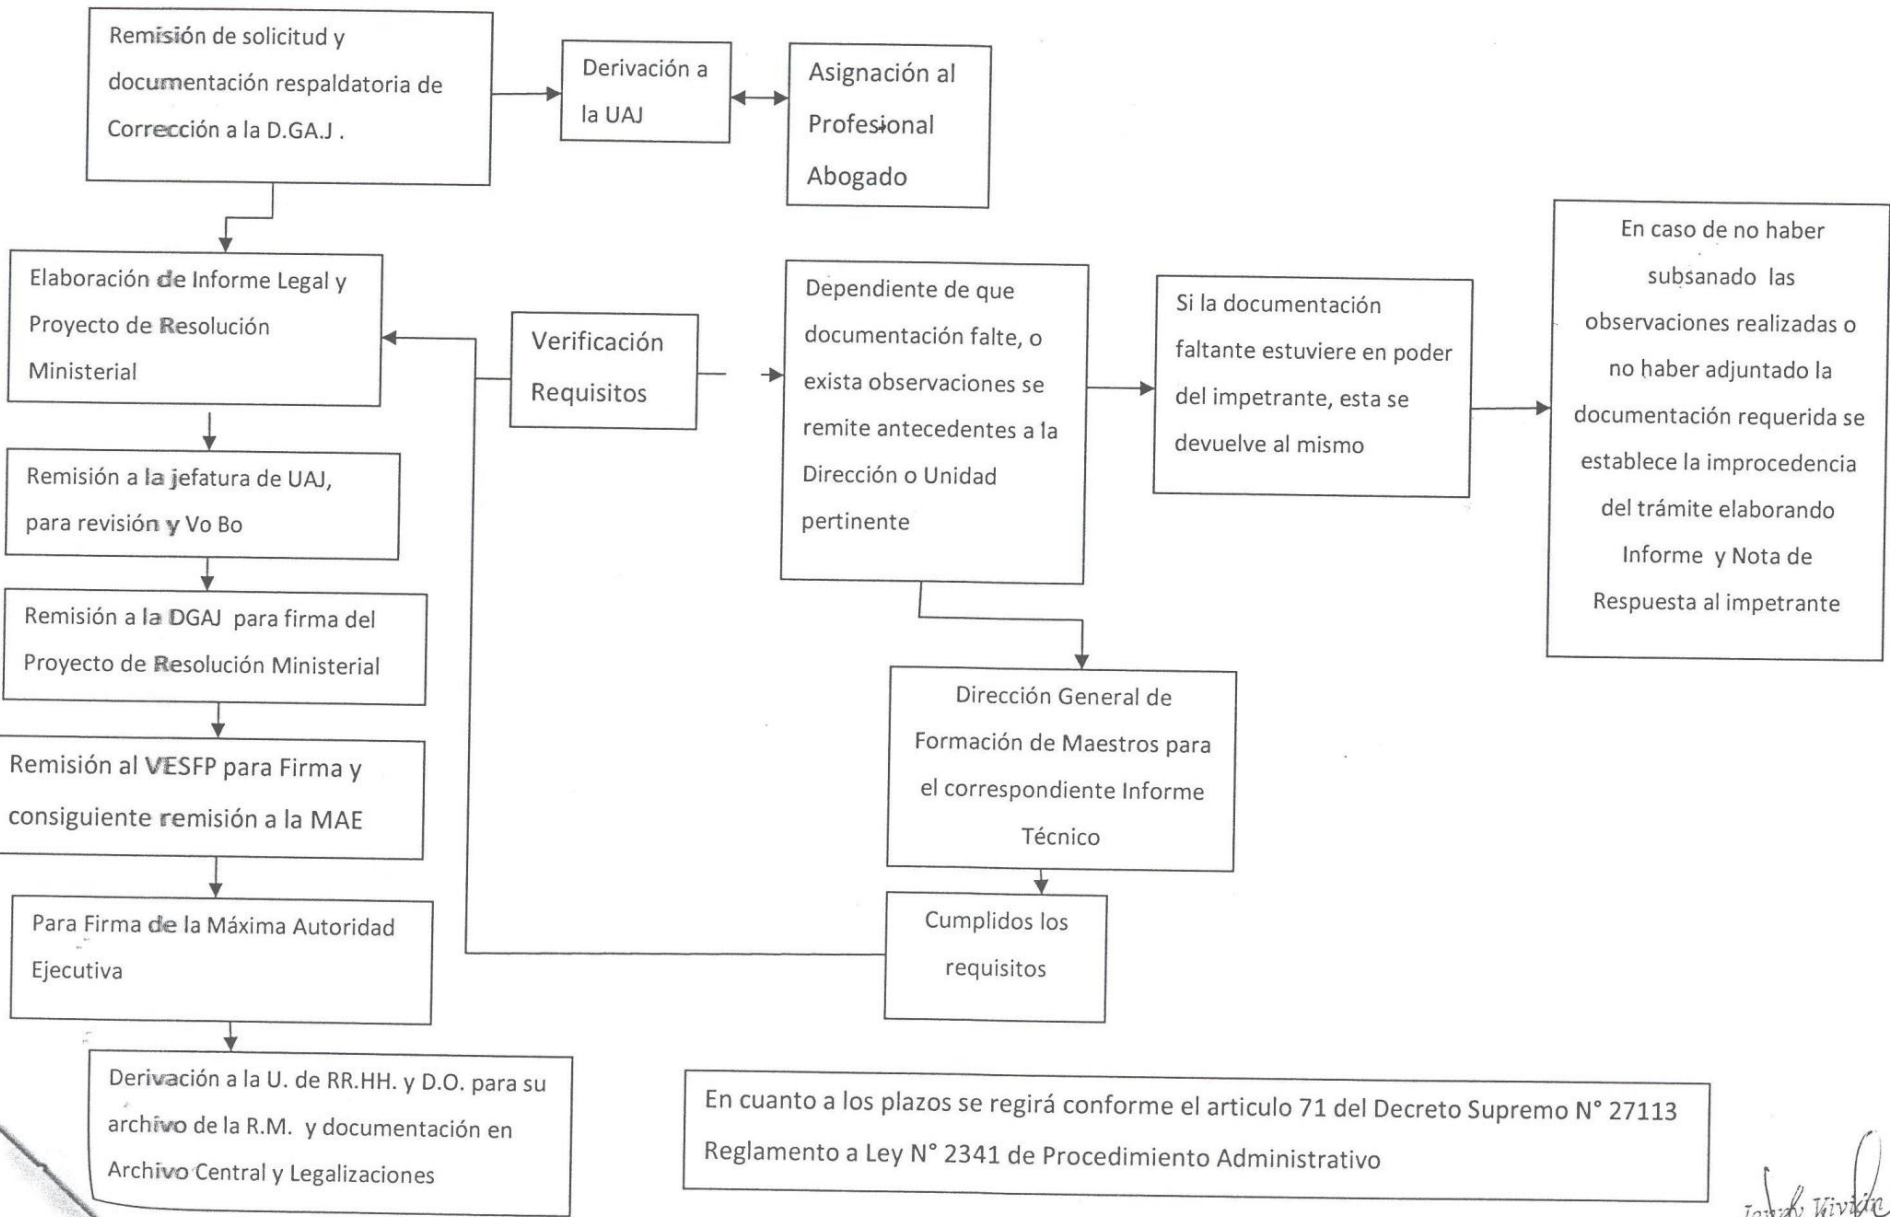 Remisión de solicitud y
documentación respaldatoria de
Corrección a la D.GA.J .
Derivación a
la UAJ
Asignación al
Profesional
Abogado
Elaboración de Informe Legal y
Proyecto de Resolución
Ministerial
Verificación
Requisitos
Dependiente de que
documentación falte, o
exista observaciones se
remite antecedentes a la
Dirección o Unidad
pertinente
Si la documentación
faltante estuviere en poder
del impetrante, esta se
devuelve al mismo
En caso de no haber
subsanado las
observaciones realizadas o
no haber adjuntado la
documentación requerida se
establece la improcedencia
del trámite elaborando
Informe y Nota de
Respuesta al impetrante
Remisión a la jefatura de UAJ,
para revisión y Vo Bo
Remisión a la DGAJ para firma del
Proyecto de Resolución Ministerial
Remisión al VESFP para Firma y
consiguiente remisión a la MAE
Para Firma de la Máxima Autoridad
Ejecutiva
Derivación a la U. de RR.HH. y D.O. para su
archivo de la R.M. y documentación en
Archivo Central y Legalizaciones
Dirección General de
Formación de Maestros para
el correspondiente Informe
Técnico
Cumplidos los
requisitos
En cuanto a los plazos se regirá conforme el articulo 71 del Decreto Supremo N° 27113
Reglamento a Ley N° 2341 de Procedimiento Administrativo